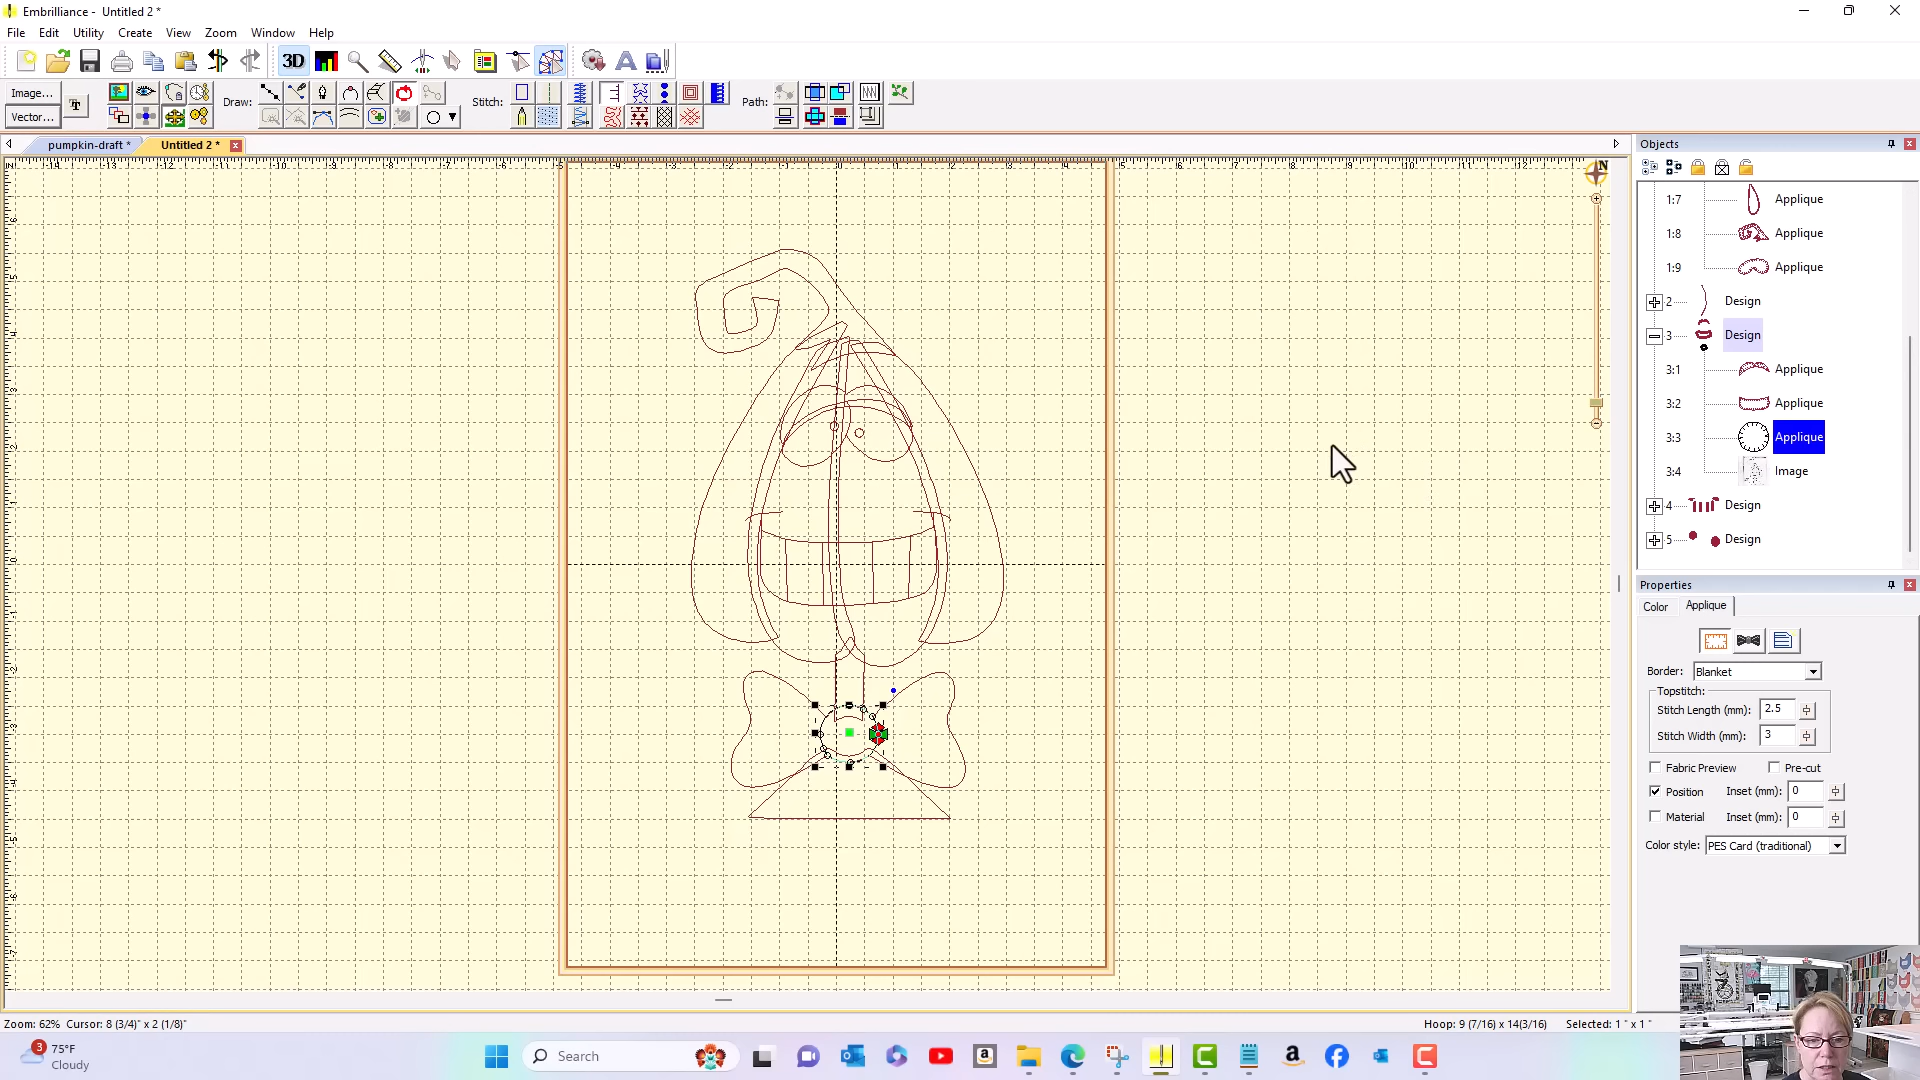 Embrilliance - Untitled 2 *
File Edit Utility Create View Zoom Window Help
3D
Image...
Vector...
Draw: Stitch: Path:
pumpkin-draft * Untitled 2 *
Objects
1:7 Applique
1:8 Applique
1:9 Applique
2 Design
3 Design
3:1 Applique
3:2 Applique
3:3 Applique
3:4 Image
4 Design
5 Design
Properties
Color Applique
Border: Blanket
Topstitch:
Stitch Length (mm): 2.5
Stitch Width (mm): 3
Fabric Preview Pre-cut
Position Inset (mm): 0
Material Inset (mm): 0
Color style: PES Card (traditional)
Zoom: 62% Cursor: 8 (3/4)" x 2 (1/8)"
Hoop: 9 (7/16) x 14(3/16) Selected: 1 " x 1 "
3
75°F
Cloudy
Search